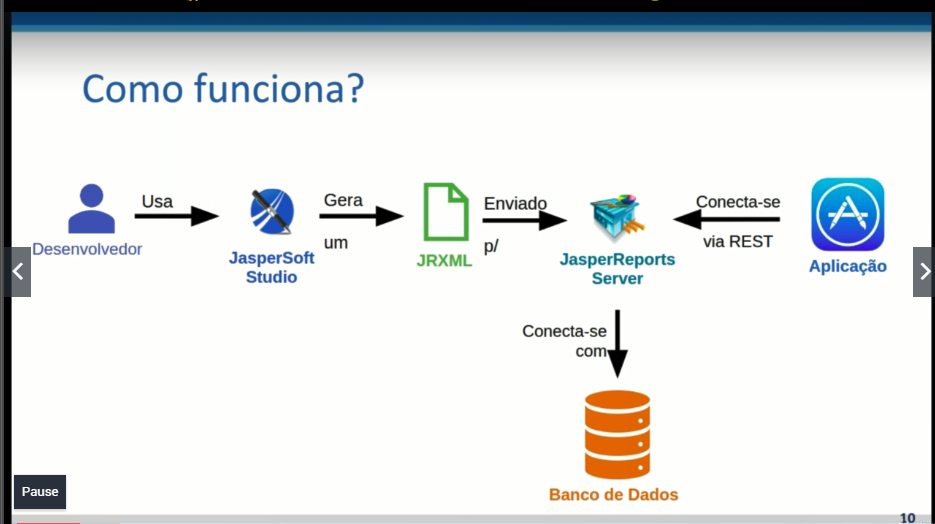 Como funciona?
Usa
Gera
um
Enviado
p/
Conecta-se
via REST
Desenvolvedor
JasperSoft
Studio
JRXML
JasperReports
Server
Aplicação
Conecta-se
com
Banco de Dados
Pause
10